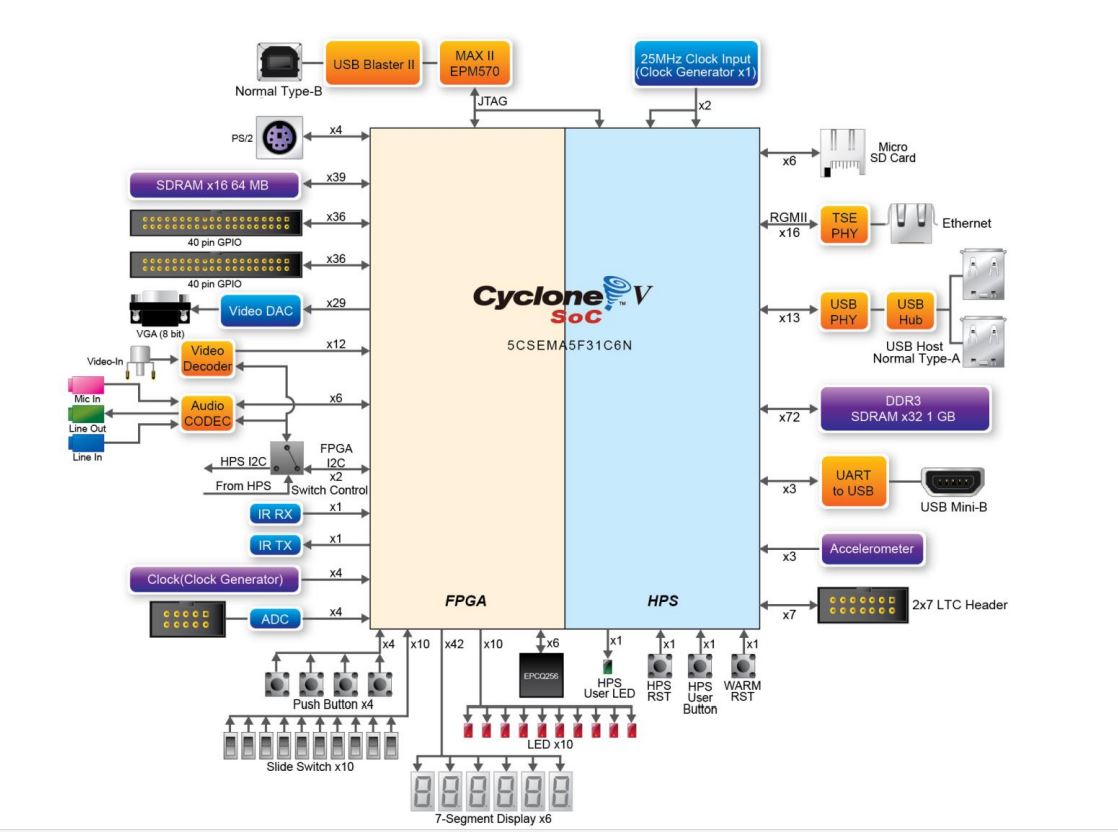 Normal Type-B
USB Blaster II
MAX II
EPM570
25MHz Clock Input
(Clock Generator x1)
JTAG
x2
PS/2
x4
SDRAM x16 64 MB
x39
x36
40 pin GPIO
x36
40 pin GPIO
VGA (8 bit)
Video DAC
x29
Video-In
Video
Decoder
x12
Mic In
Line Out
Line In
Audio
CODEC
x6
HPS I2C
From HPS
FPGA
I2C
x2
Switch Control
IR RX
x1
IR TX
x1
Clock(Clock Generator)
x4
ADC
x4
Cyclone V
TM
SoC
5CSEMA5F31C6N
FPGA
HPS
x6
Micro
SD Card
RGMII
x16
TSE
PHY
Ethernet
x13
USB
PHY
USB
Hub
USB Host
Normal Type-A
x72
DDR3
SDRAM x32 1 GB
x3
UART
to USB
USB Mini-B
x3
Accelerometer
x7
2x7 LTC Header
x4
x10
x42
x10
x6
x1
x1
x1
x1
Push Button x4
Slide Switch x10
EPCQ256
HPS
User LED
HPS
RST
HPS
User
Button
WARM
RST
LED x10
7-Segment Display x6